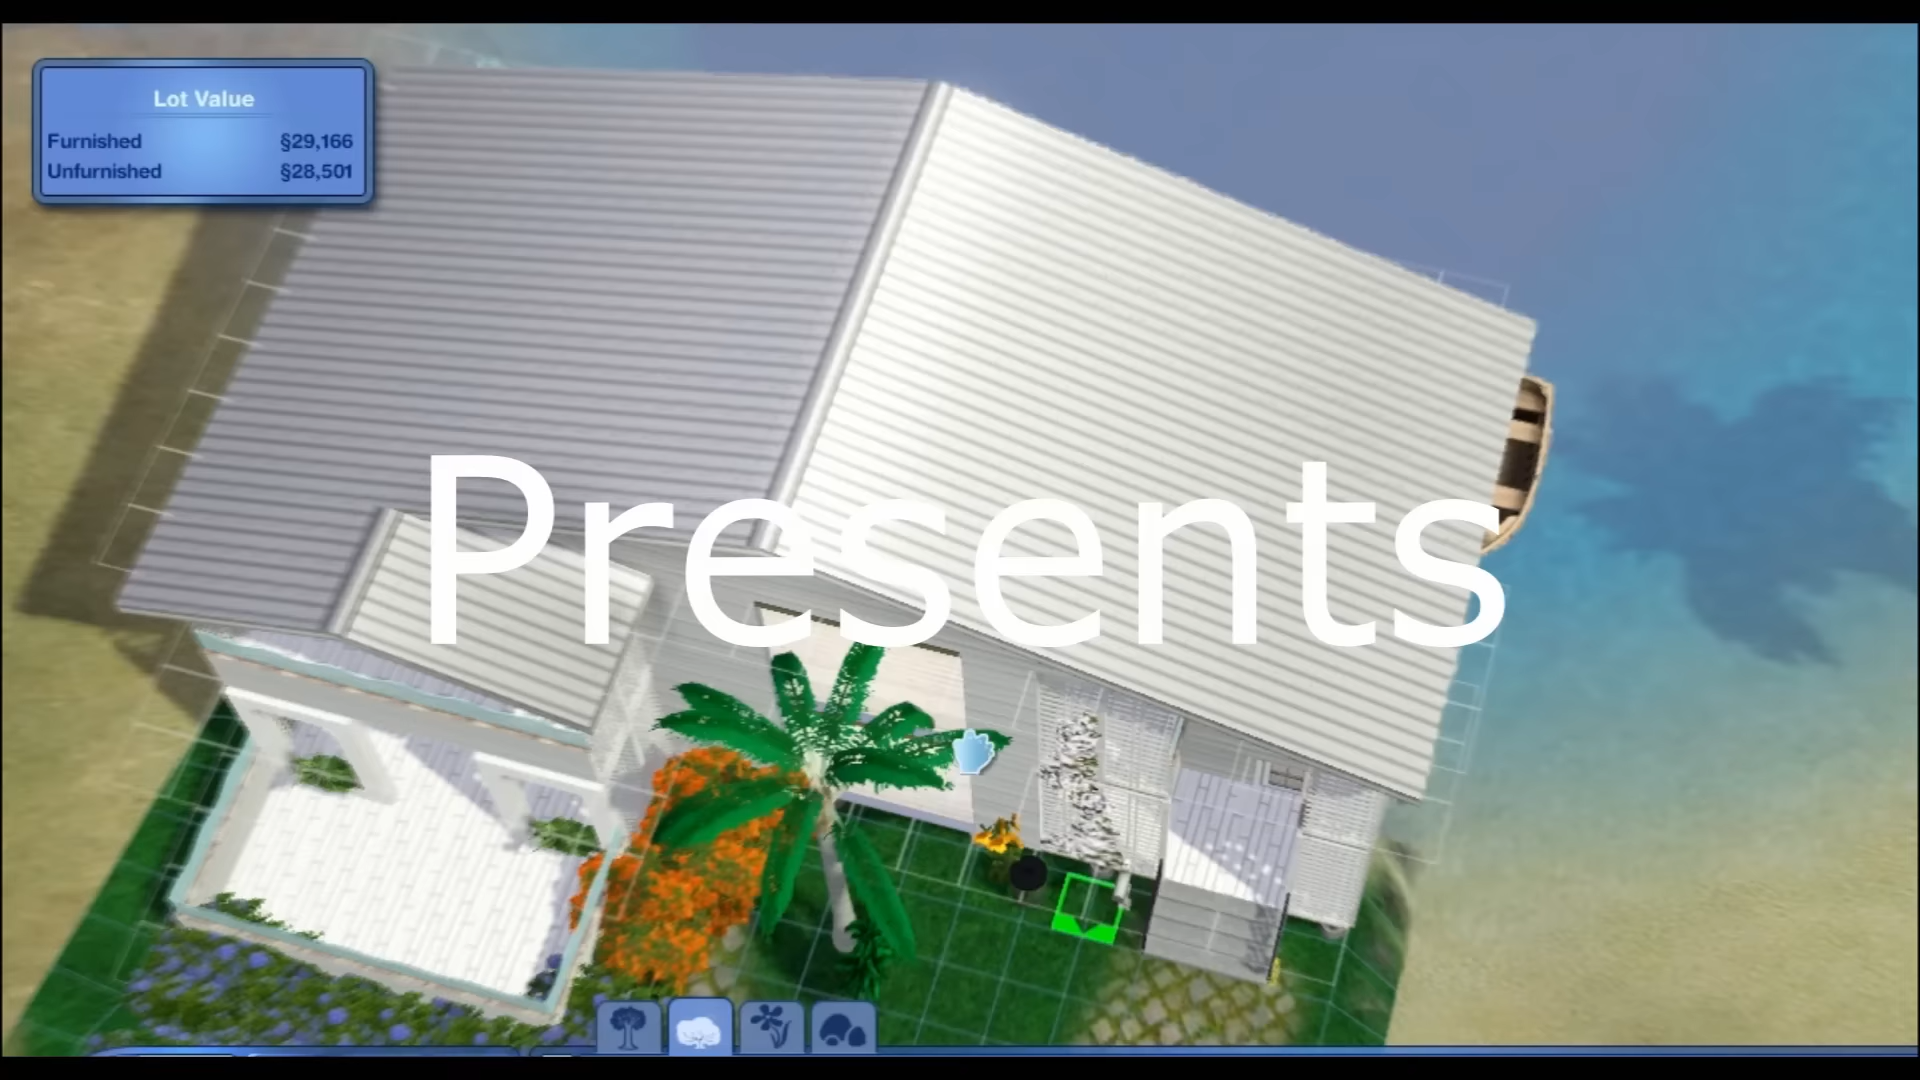 Lot Value
Furnished §29,166
Unfurnished §28,501
Presents